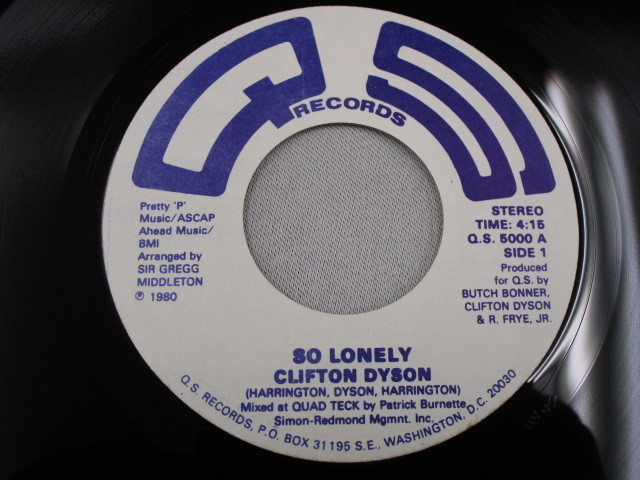 QS
RECORDS
Pretty 'P'
Music/ASCAP
Ahead Music/
BMI
Arranged by
SIR GREGG
MIDDLETON
℗ 1980
STEREO
TIME: 4:15
Q.S. 5000 A
SIDE 1
Produced
for Q.S. by
BUTCH BONNER,
CLIFTON DYSON
& R. FRYE, JR.
SO LONELY
CLIFTON DYSON
(HARRINGTON, DYSON, HARRINGTON)
Mixed at QUAD TECK by Patrick Burnette
Simon-Redmond Mgmnt. Inc.
Q.S. RECORDS, P.O. BOX 31195 S.E., WASHINGTON, D.C. 20030